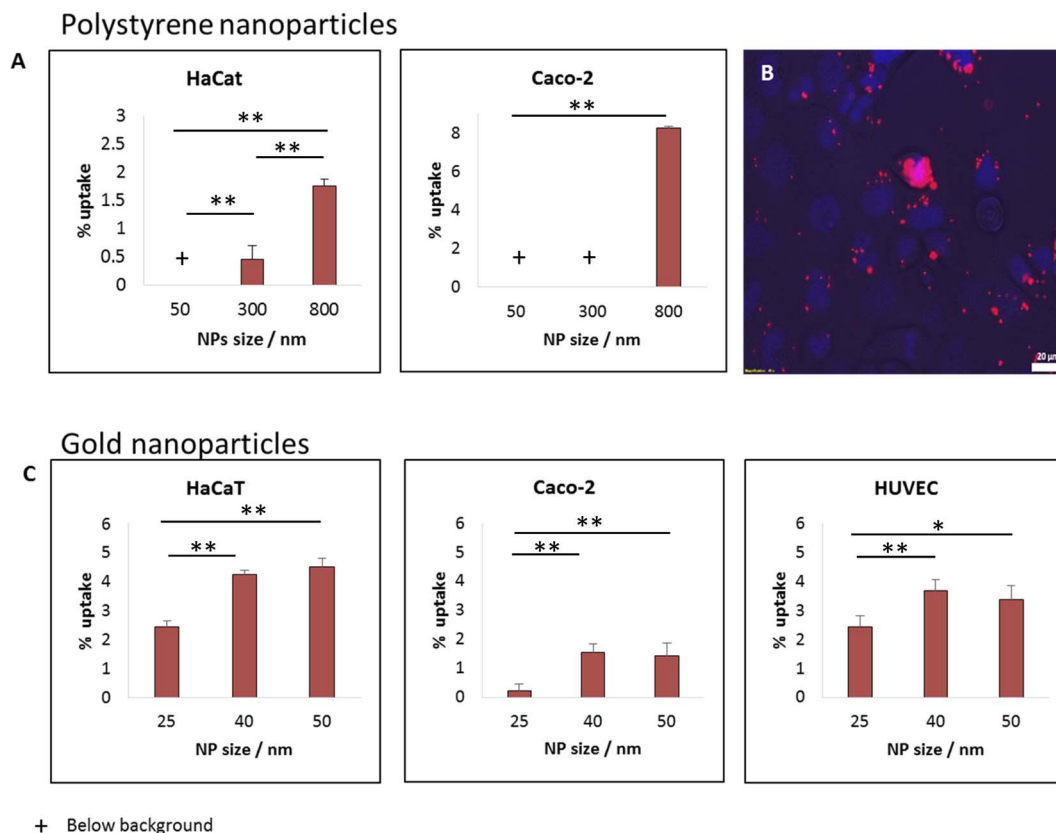 Polystyrene nanoparticles
A
HaCat
**
**
**
% uptake
3
2.5
2
1.5
1
0.5
0
+
50 300 800
NPs size / nm
Caco-2
**
% uptake
8
6
4
2
0
+ +
50 300 800
NP size / nm
B
20 µm
Gold nanoparticles
C
HaCaT
**
**
% uptake
6
5
4
3
2
1
0
25 40 50
NP size / nm
Caco-2
**
**
% uptake
6
5
4
3
2
1
0
25 40 50
NP size / nm
HUVEC
*
**
% uptake
6
5
4
3
2
1
0
25 40 50
NP size / nm
+ Below background